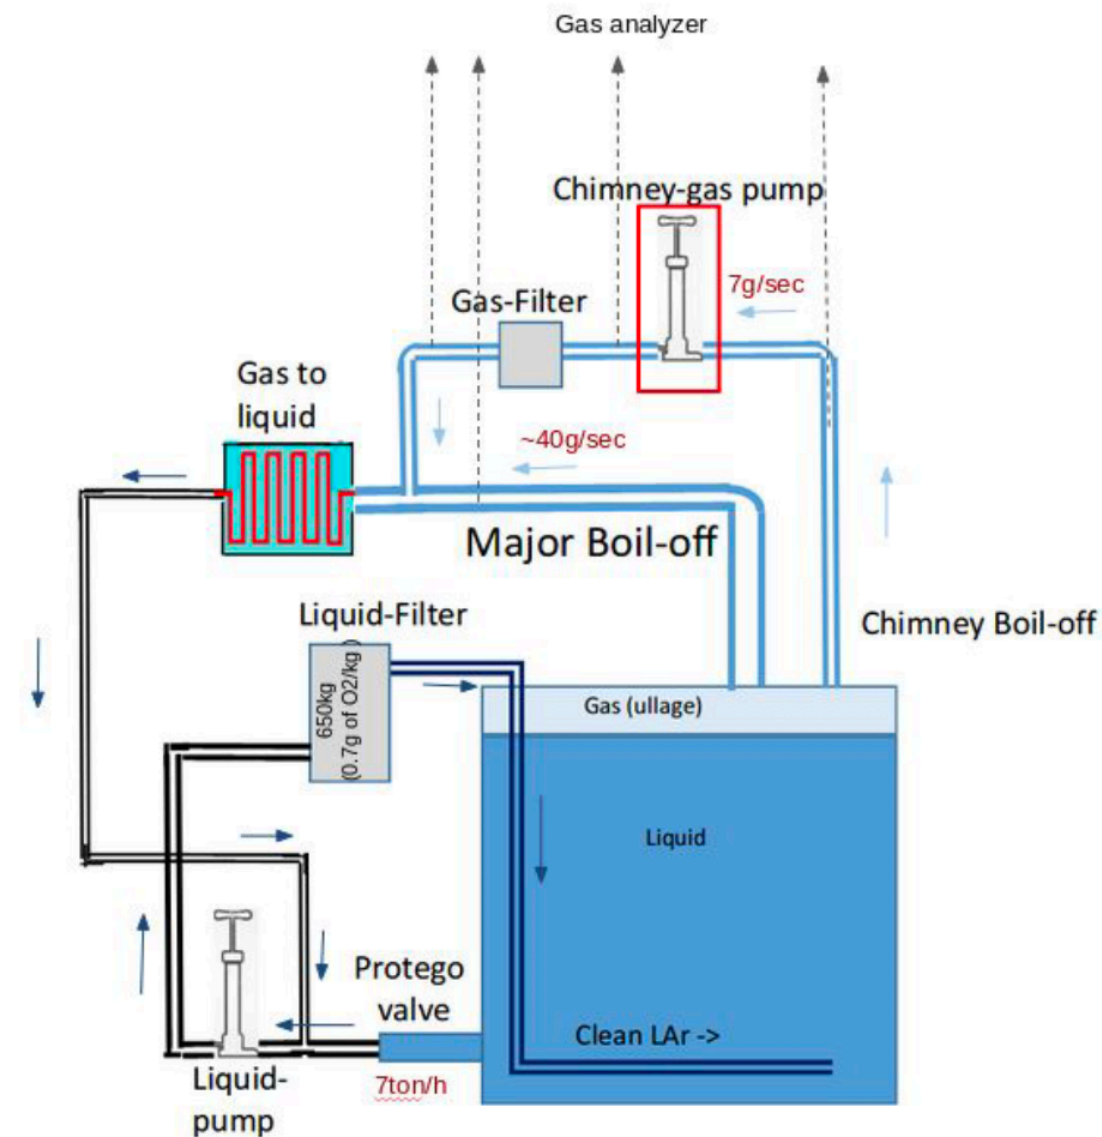 Gas analyzer
Chimney-gas pump
7g/sec
Gas-Filter
Gas to
liquid
~40g/sec
Major Boil-off
Liquid-Filter
Chimney Boil-off
650kg
(0.7g of O2/kg )
Gas (ullage)
Liquid
Protego
valve
Clean LAr ->
7ton/h
Liquid-
pump